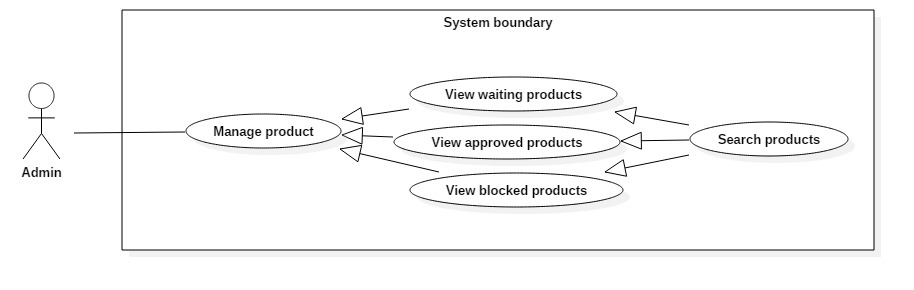 System boundary
View waiting products
Manage product
View approved products
Search products
View blocked products
Admin